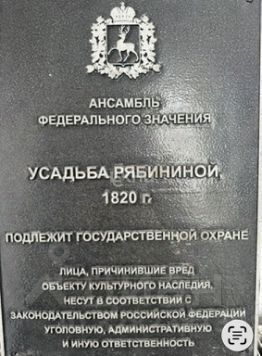 АНСАМБЛЬ
ФЕДЕРАЛЬНОГО ЗНАЧЕНИЯ
УСАДЬБА РЯБИНИНОЙ,
1820 г.
ПОДЛЕЖИТ ГОСУДАРСТВЕННОЙ ОХРАНЕ
ЛИЦА, ПРИЧИНИВШИЕ ВРЕД
ОБЪЕКТУ КУЛЬТУРНОГО НАСЛЕДИЯ,
НЕСУТ В СООТВЕТСТВИИ С
ЗАКОНОДАТЕЛЬСТВОМ РОССИЙСКОЙ ФЕДЕРАЦИИ
УГОЛОВНУЮ, АДМИНИСТРАТИВНУЮ
И ИНУЮ ОТВЕТСТВЕННОСТЬ